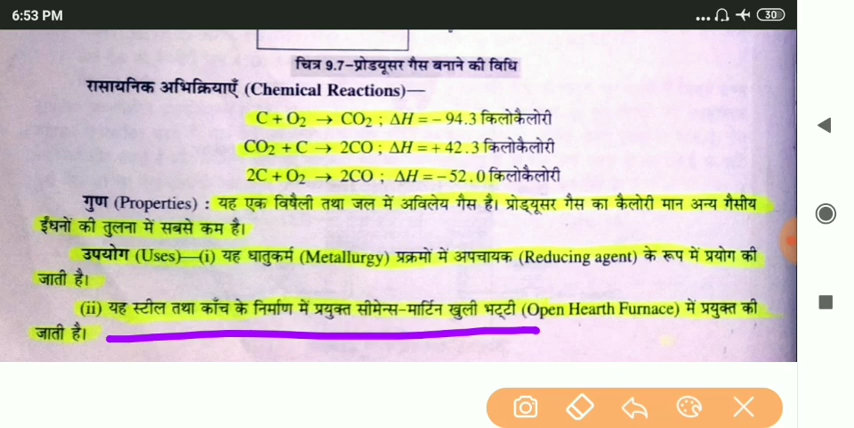 6:53 PM
30
चित्र 9.7–प्रोडयूसर गैस बनाने की विधि
रासायनिक अभिक्रियाएँ (Chemical Reactions)—
C + O₂ → CO₂ ; ΔH = – 94.3 किलोकैलोरी
CO₂ + C → 2CO ; ΔH = + 42.3 किलोकैलोरी
2C + O₂ → 2CO ; ΔH = – 52.0 किलोकैलोरी
गुण (Properties) : यह एक विषैली तथा जल में अविलेय गैस है। प्रोड्यूसर गैस का कैलोरी मान अन्य गैसीय
ईंधनों की तुलना में सबसे कम है।
उपयोग (Uses)—(i) यह धातुकर्म (Metallurgy) प्रक्रमों में अपचायक (Reducing agent) के रूप में प्रयोग की
जाती है।
(ii) यह स्टील तथा काँच के निर्माण में प्रयुक्त सीमेन्स-मार्टिन खुली भट्टी (Open Hearth Furnace) में प्रयुक्त की
जाती है।